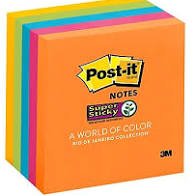 Post-it
NOTES
Super
Sticky
A WORLD OF COLOR
RIO DE JANEIRO COLLECTION
3M